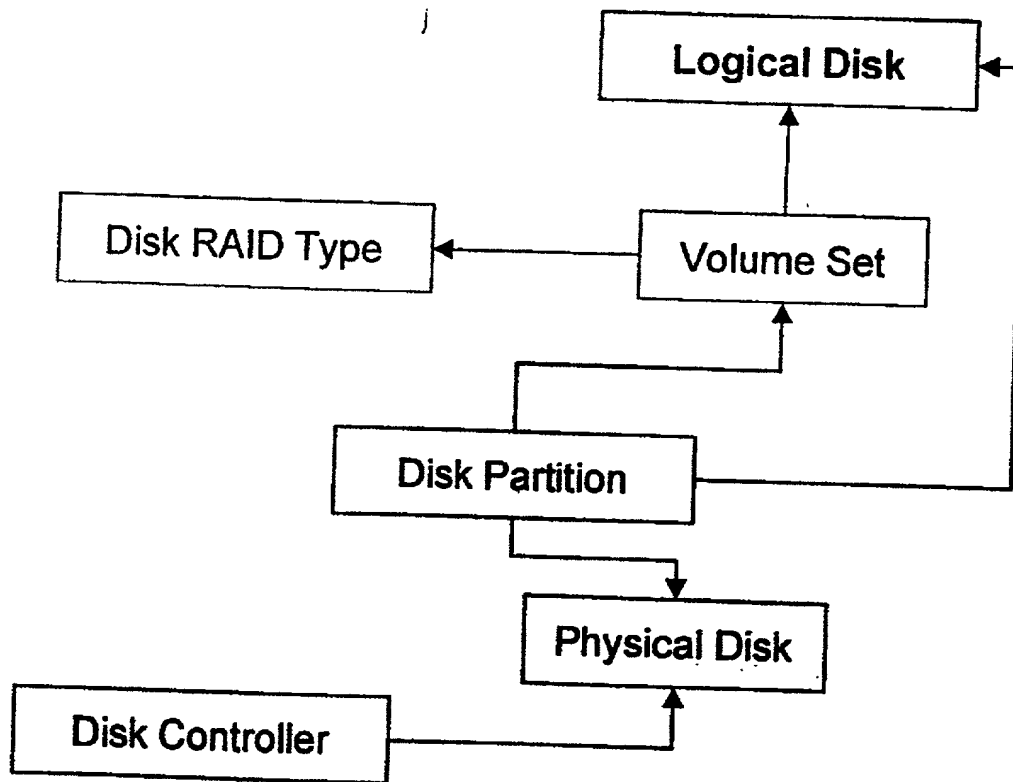 Logical Disk
Disk RAID Type
Volume Set
Disk Partition
Physical Disk
Disk Controller